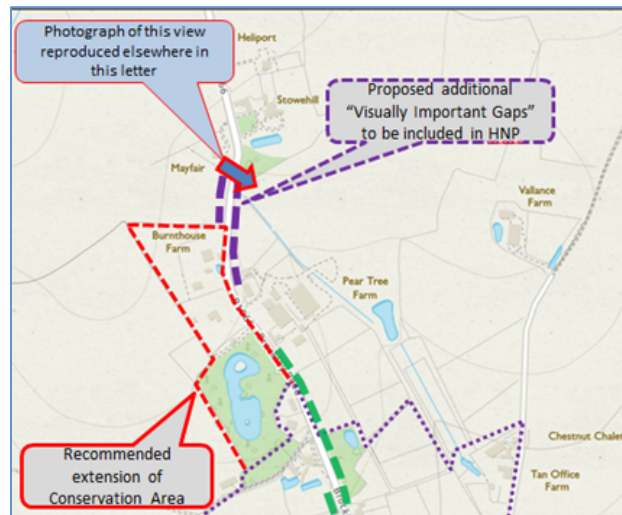 Photograph of this view
reproduced elsewhere in
this letter
Heliport
Stowehill
Proposed additional
“Visually Important Gaps”
to be included in HNP
Mayfair
Vallance
Farm
Burnthouse
Farm
Pear Tree
Farm
Recommended
extension of
Conservation Area
Chestnut Chalet
Tan Office
Farm